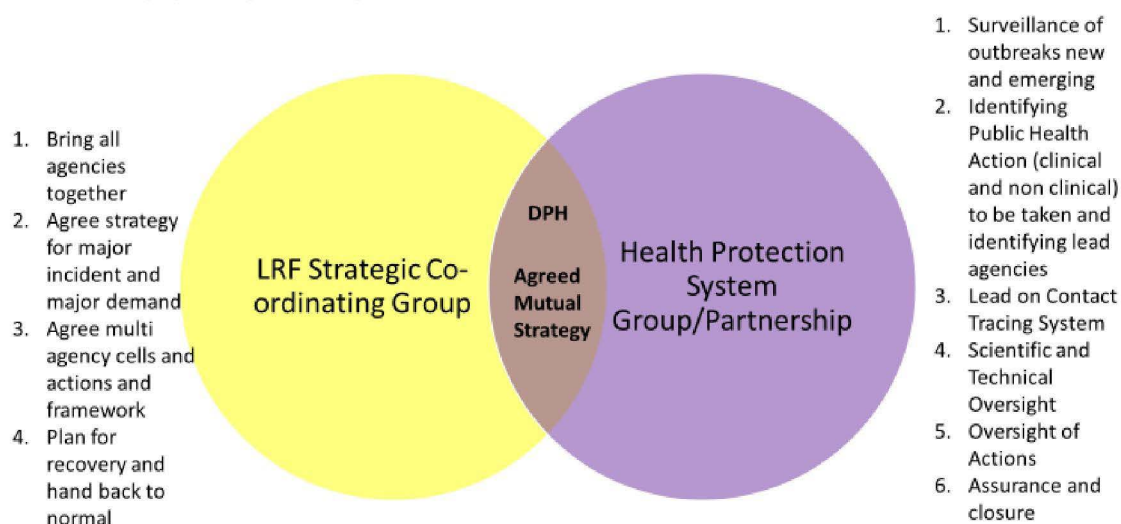 1. Bring all
agencies
together
2. Agree strategy
for major
incident and
major demand
3. Agree multi
agency cells and
actions and
framework
4. Plan for
recovery and
hand back to
normal
LRF Strategic Co-
ordinating Group
DPH
Agreed
Mutual
Strategy
Health Protection
System
Group/Partnership
1. Surveillance of
outbreaks new
and emerging
2. Identifying
Public Health
Action (clinical
and non clinical)
to be taken and
identifying lead
agencies
3. Lead on Contact
Tracing System
4. Scientific and
Technical
Oversight
5. Oversight of
Actions
6. Assurance and
closure